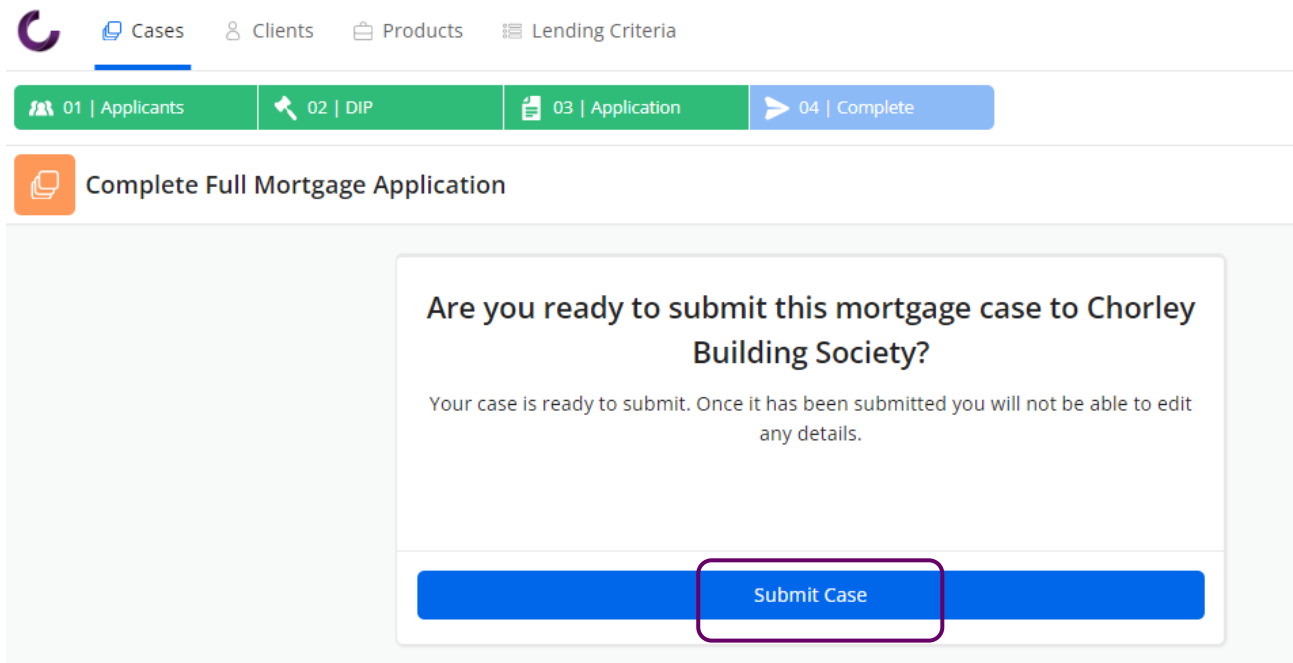 Cases Clients Products Lending Criteria
01 | Applicants 02 | DIP 03 | Application 04 | Complete
Complete Full Mortgage Application
Are you ready to submit this mortgage case to Chorley
Building Society?
Your case is ready to submit. Once it has been submitted you will not be able to edit
any details.
Submit Case